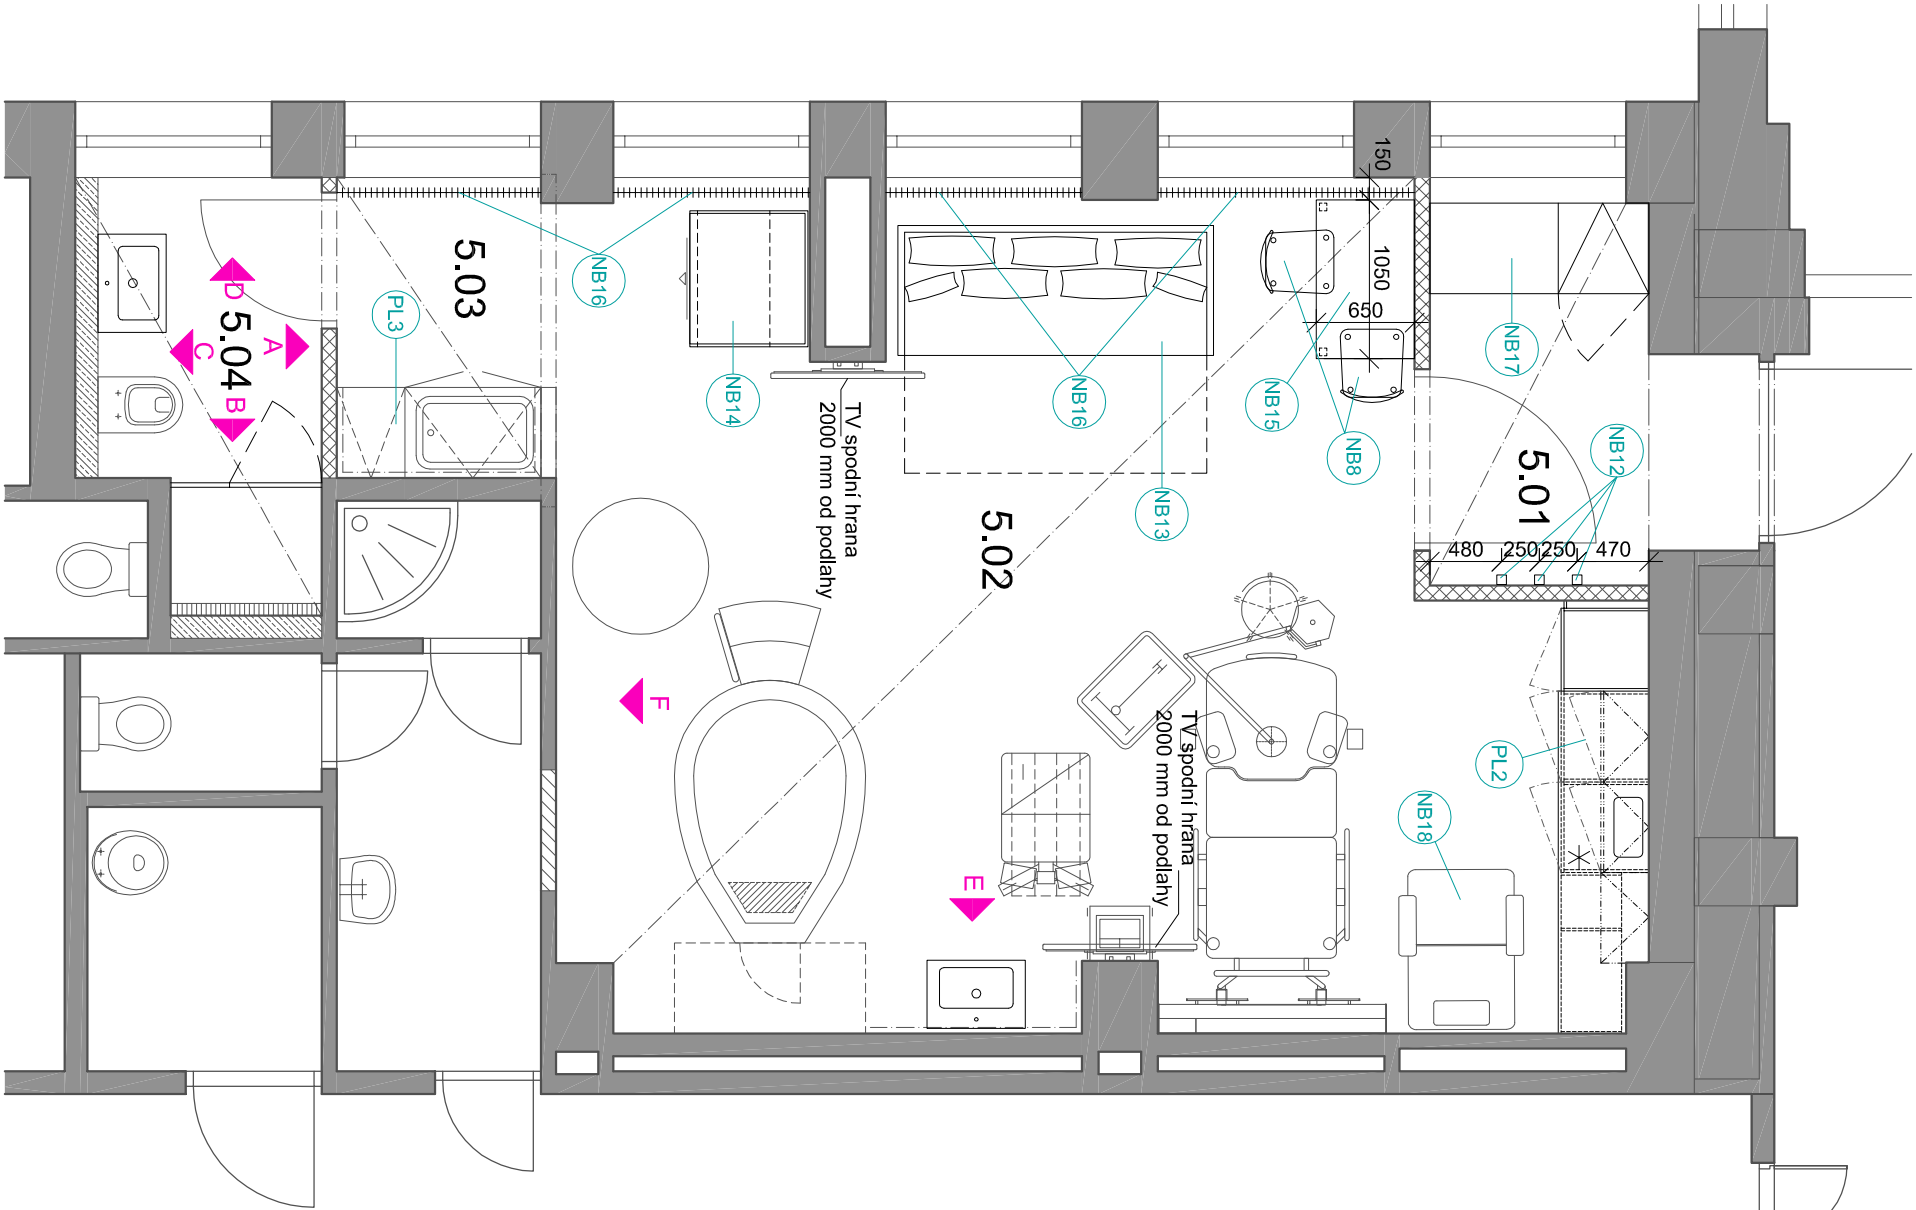 5.03
5.04
5.02
5.01
A
B
C
D
E
F
NB16
PL3
NB14
TV spodní hrana
2000 mm od podlahy
NB16
NB13
NB15
NB8
NB17
NB12
150
1050
650
480
250
250
470
TV spodní hrana
2000 mm od podlahy
PL2
NB18